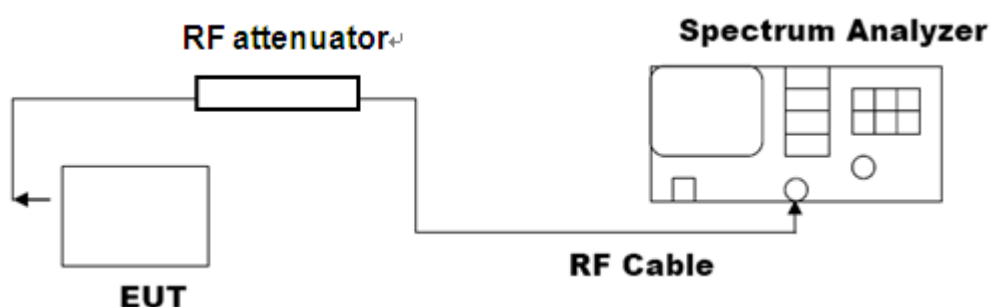 RF attenuator↵
Spectrum Analyzer
RF Cable
EUT